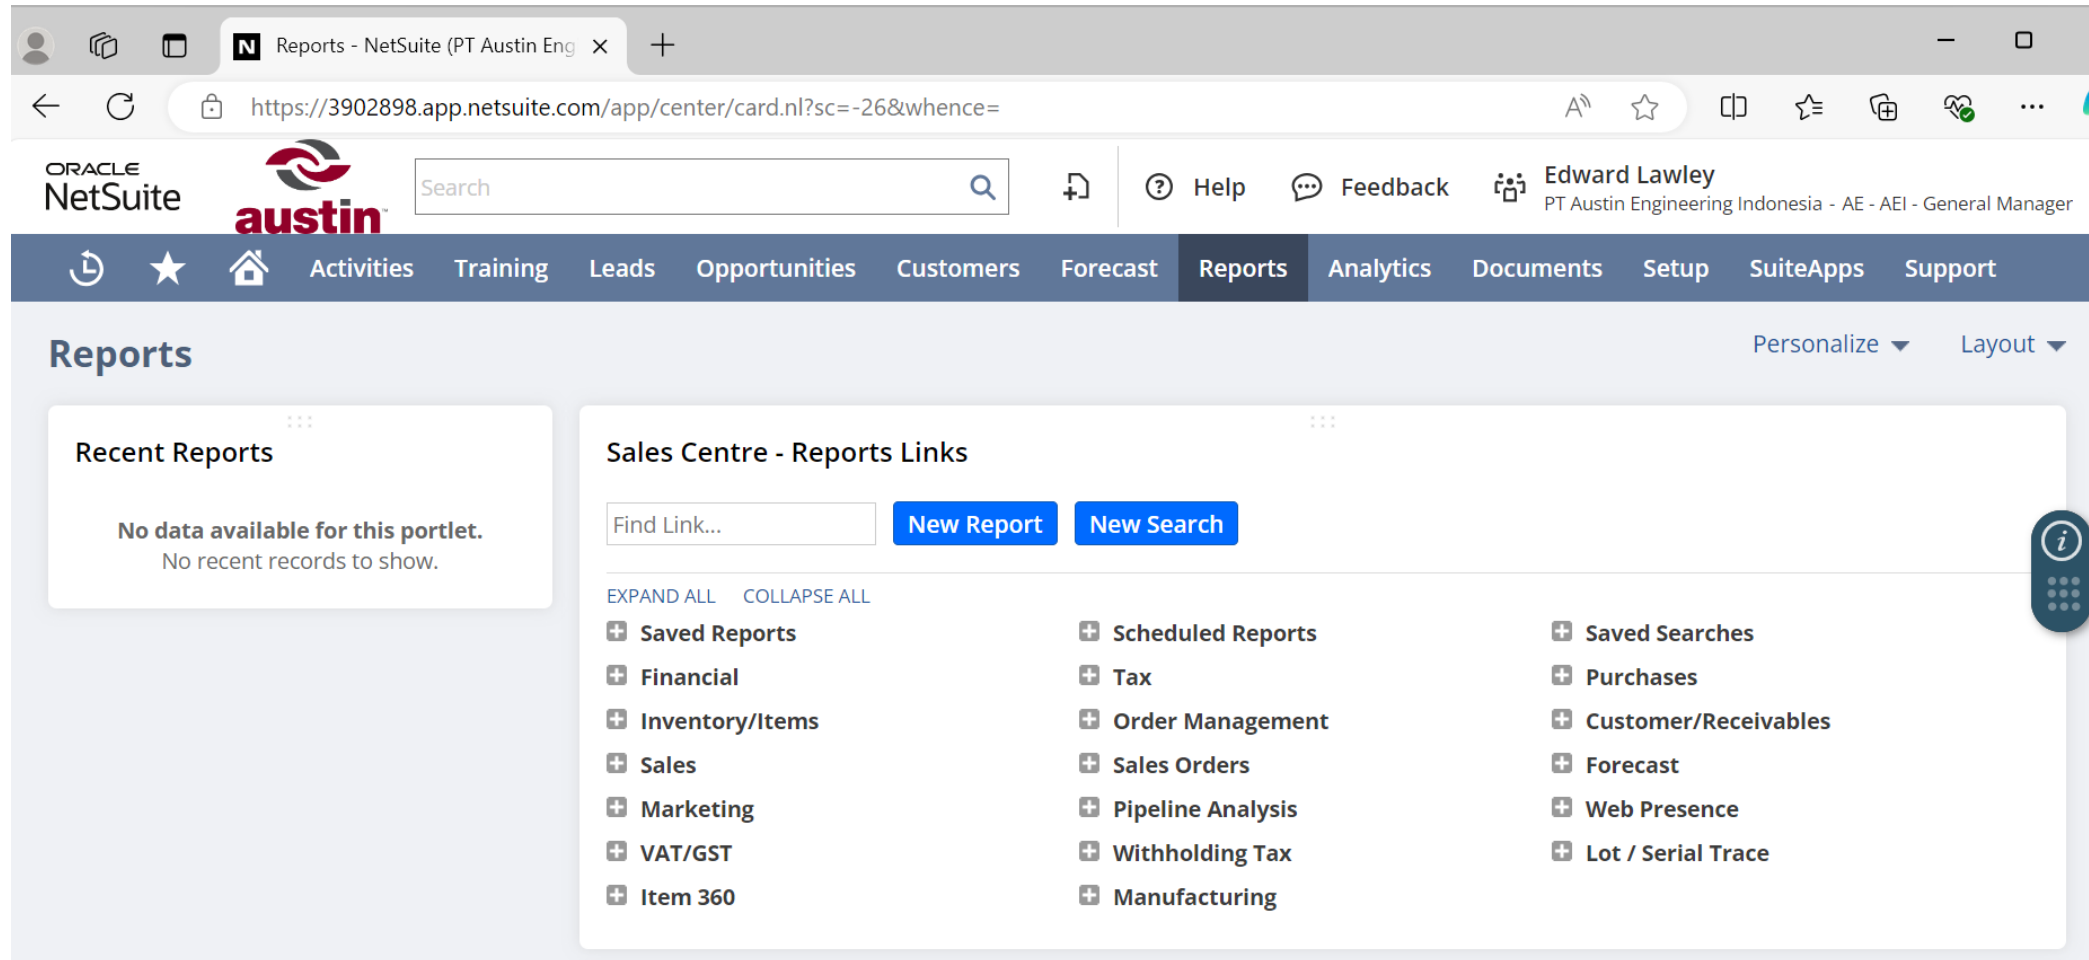 N Reports - NetSuite (PT Austin Eng
https://3902898.app.netsuite.com/app/center/card.nl?sc=-26&whence=
ORACLE
NetSuite
austin
Search
Help
Feedback
Edward Lawley
PT Austin Engineering Indonesia - AE - AEI - General Manager
Activities Training Leads Opportunities Customers Forecast Reports Analytics Documents Setup SuiteApps Support
Reports
Personalize Layout
Recent Reports
No data available for this portlet.
No recent records to show.
Sales Centre - Reports Links
Find Link... New Report New Search
EXPAND ALL COLLAPSE ALL
Saved Reports Scheduled Reports Saved Searches
Financial Tax Purchases
Inventory/Items Order Management Customer/Receivables
Sales Sales Orders Forecast
Marketing Pipeline Analysis Web Presence
VAT/GST Withholding Tax Lot / Serial Trace
Item 360 Manufacturing